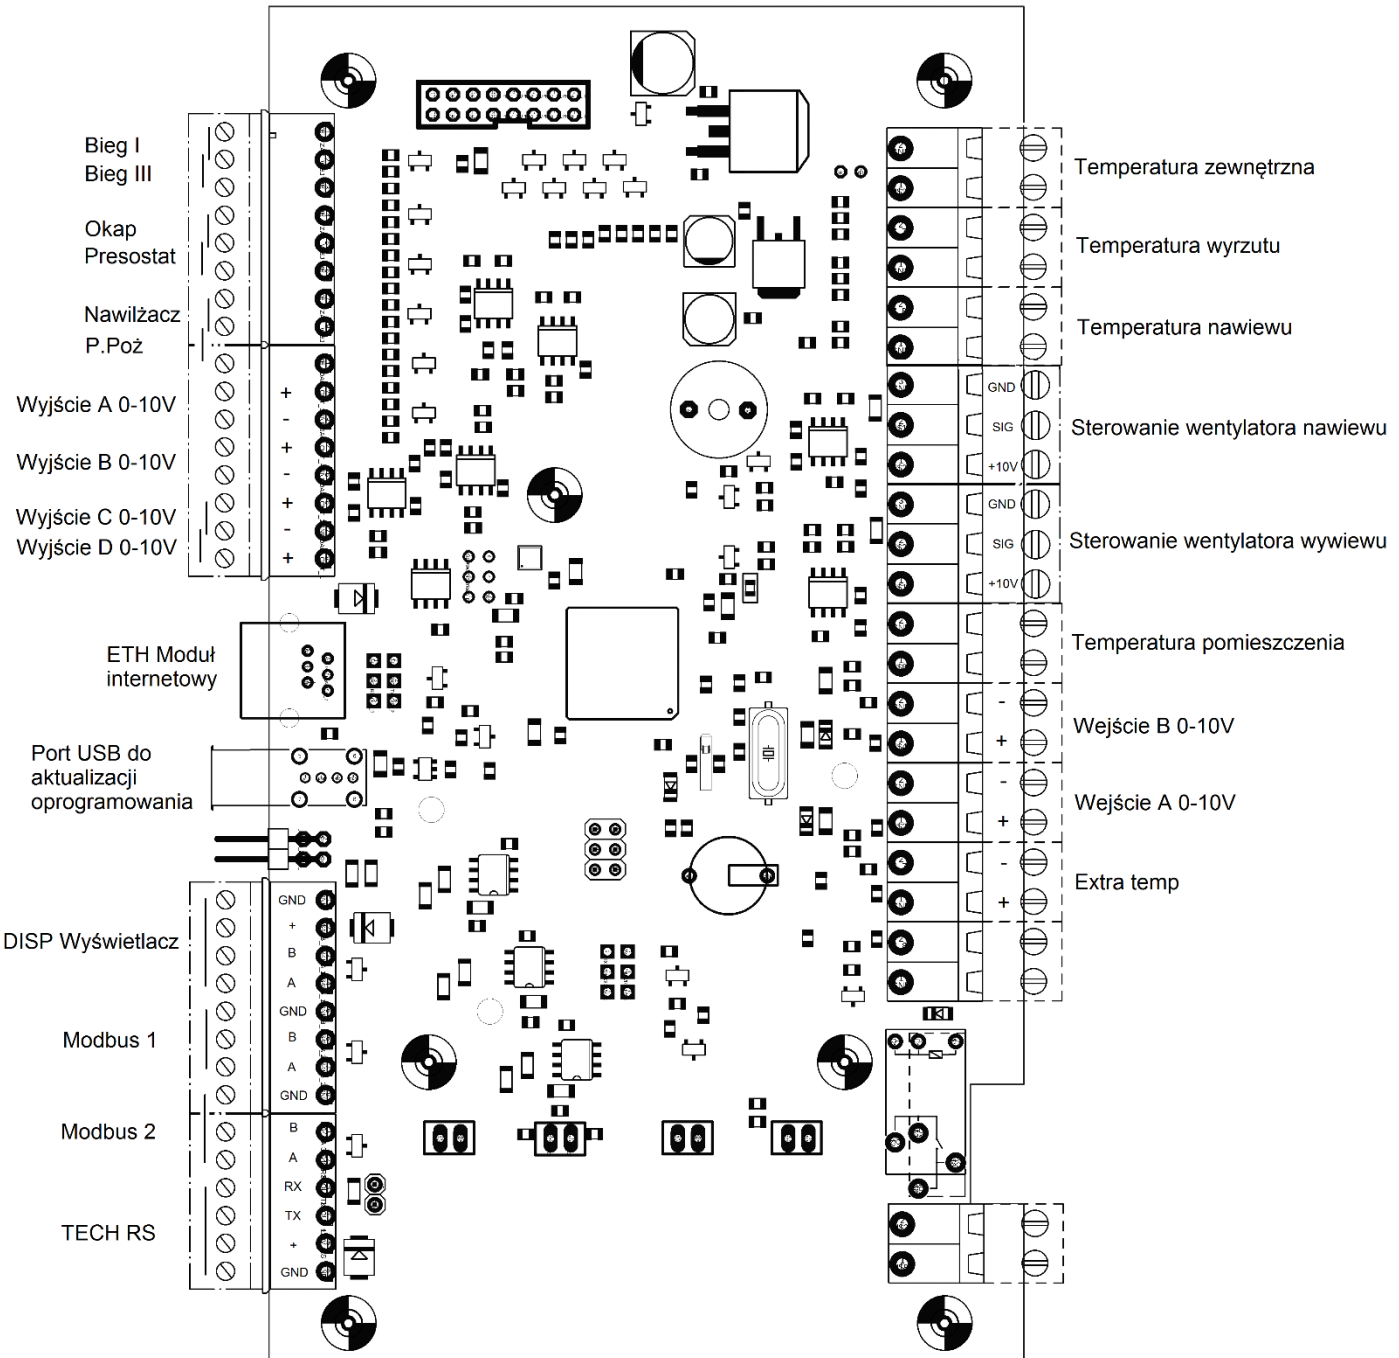 Bieg I
Bieg III
Okap
Presostat
Nawilżacz
P.Poż
+
Wyjście A 0-10V
-
+
Wyjście B 0-10V
-
+
Wyjście C 0-10V
-
Wyjście D 0-10V
+
ETH Moduł
internetowy
Port USB do
aktualizacji
oprogramowania
GND
+
DISP Wyświetlacz
B
A
GND
Modbus 1
B
A
GND
Modbus 2
B
A
RX
TX
TECH RS
+
GND
Temperatura zewnętrzna
Temperatura wyrzutu
Temperatura nawiewu
GND
SIG
Sterowanie wentylatora nawiewu
+10V
GND
SIG
Sterowanie wentylatora wywiewu
+10V
Temperatura pomieszczenia
-
Wejście B 0-10V
+
-
Wejście A 0-10V
+
-
Extra temp
+